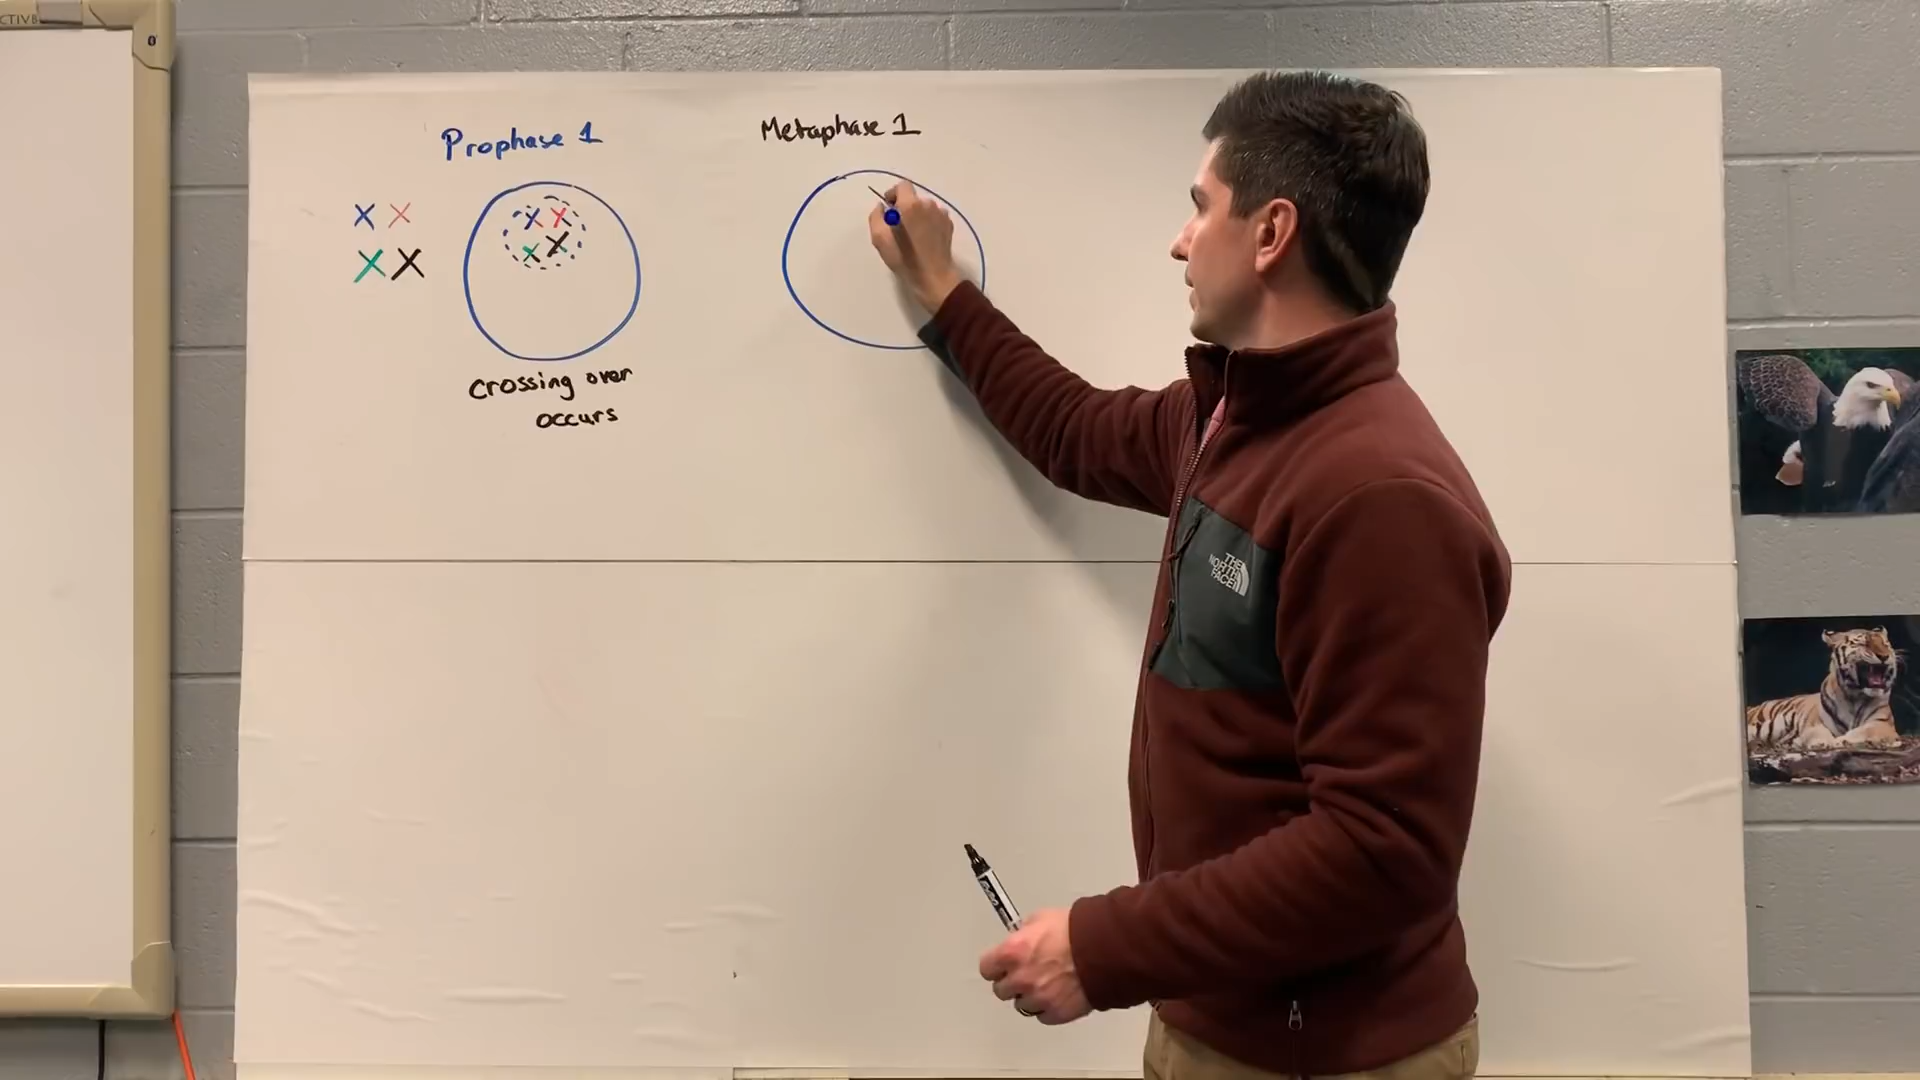 Prophase 1
Metaphase 1
crossing over
occurs
THE
NORTH
FACE